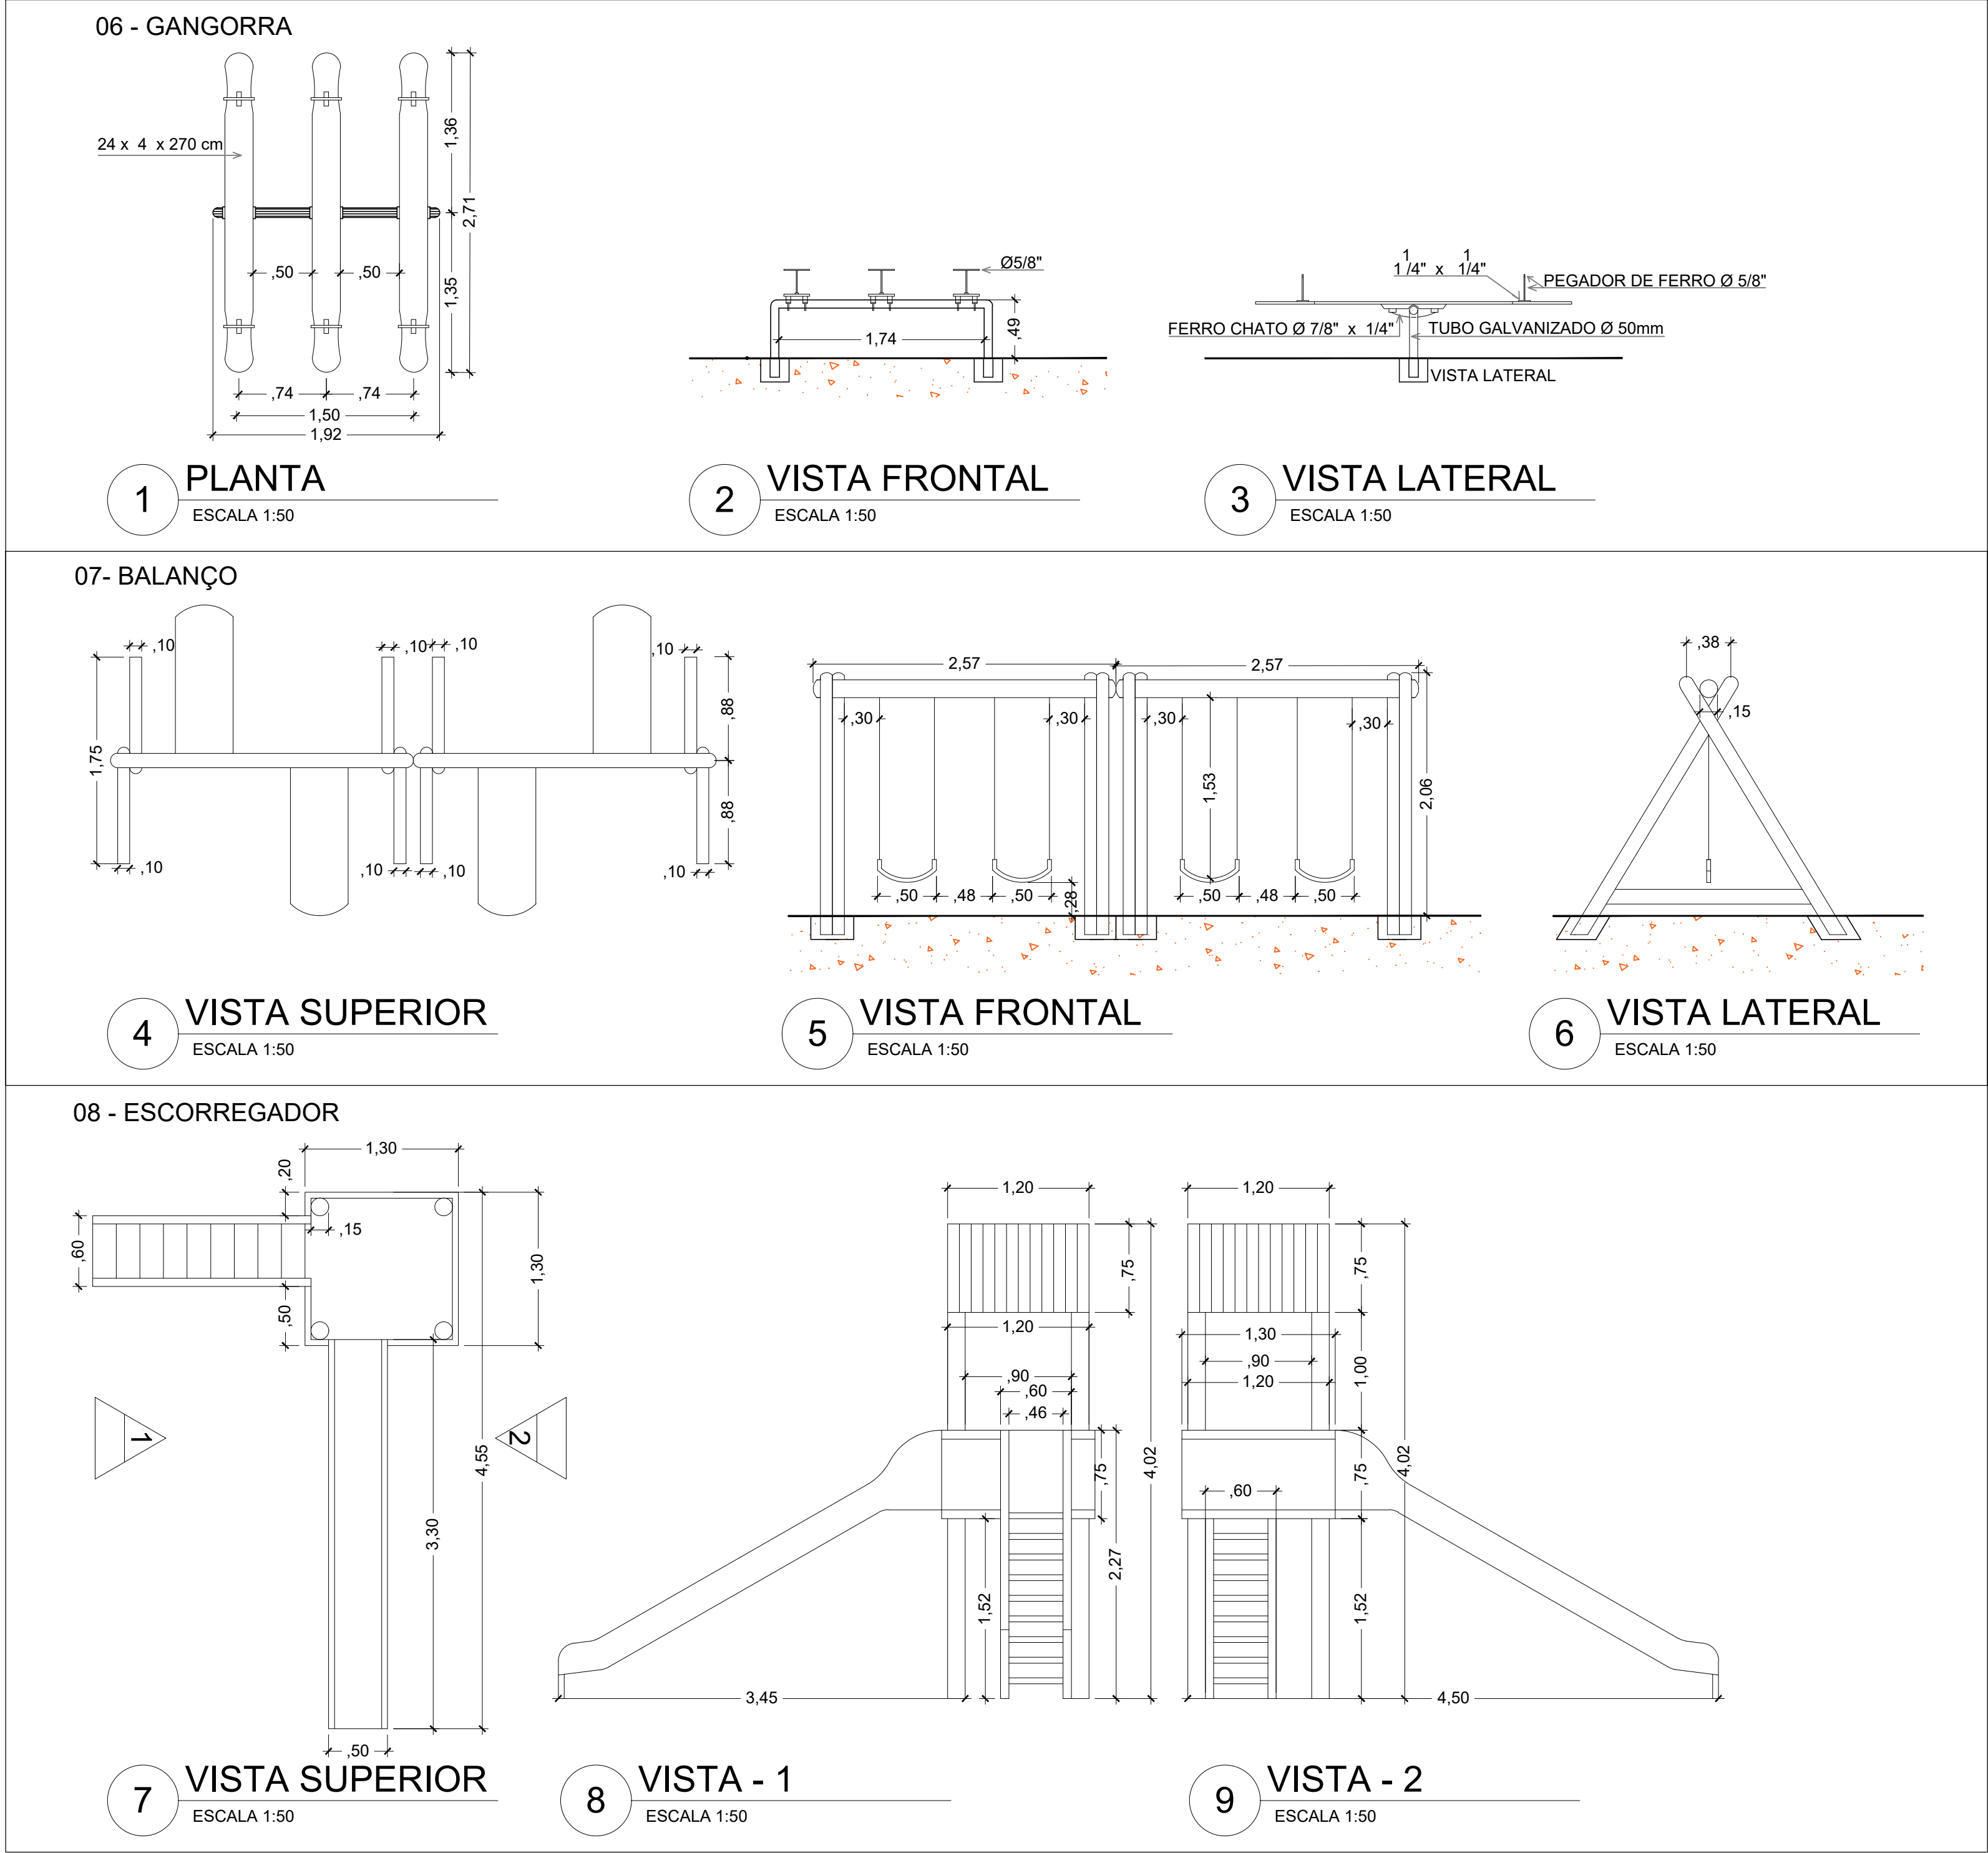 06 - GANGORRA
24 x 4 x 270 cm
1,36
2,71
1,35
,50
,50
,74
,74
1,50
1,92
Ø5/8"
1,74
,49
1 1
1/4" x 1/4"
PEGADOR DE FERRO Ø 5/8"
FERRO CHATO Ø 7/8" x 1/4"
TUBO GALVANIZADO Ø 50mm
VISTA LATERAL
1
PLANTA
ESCALA 1:50
2
VISTA FRONTAL
ESCALA 1:50
3
VISTA LATERAL
ESCALA 1:50
07- BALANÇO
,10
,10
,10
,10
1,75
,88
,88
,10
,10
,10
,10
2,57
2,57
,30
,30
,30
,30
1,53
2,06
,50
,48
,50
,28
,50
,48
,50
,38
,15
4
VISTA SUPERIOR
ESCALA 1:50
5
VISTA FRONTAL
ESCALA 1:50
6
VISTA LATERAL
ESCALA 1:50
08 - ESCORREGADOR
1,30
,20
,15
,60
,50
1,30
4,55
3,30
,50
1
2
1,20
,75
1,20
,90
,60
,46
,75
4,02
2,27
1,52
3,45
1,20
,75
1,30
,90
1,20
1,00
,75
4,02
,60
1,52
4,50
7
VISTA SUPERIOR
ESCALA 1:50
8
VISTA - 1
ESCALA 1:50
9
VISTA - 2
ESCALA 1:50